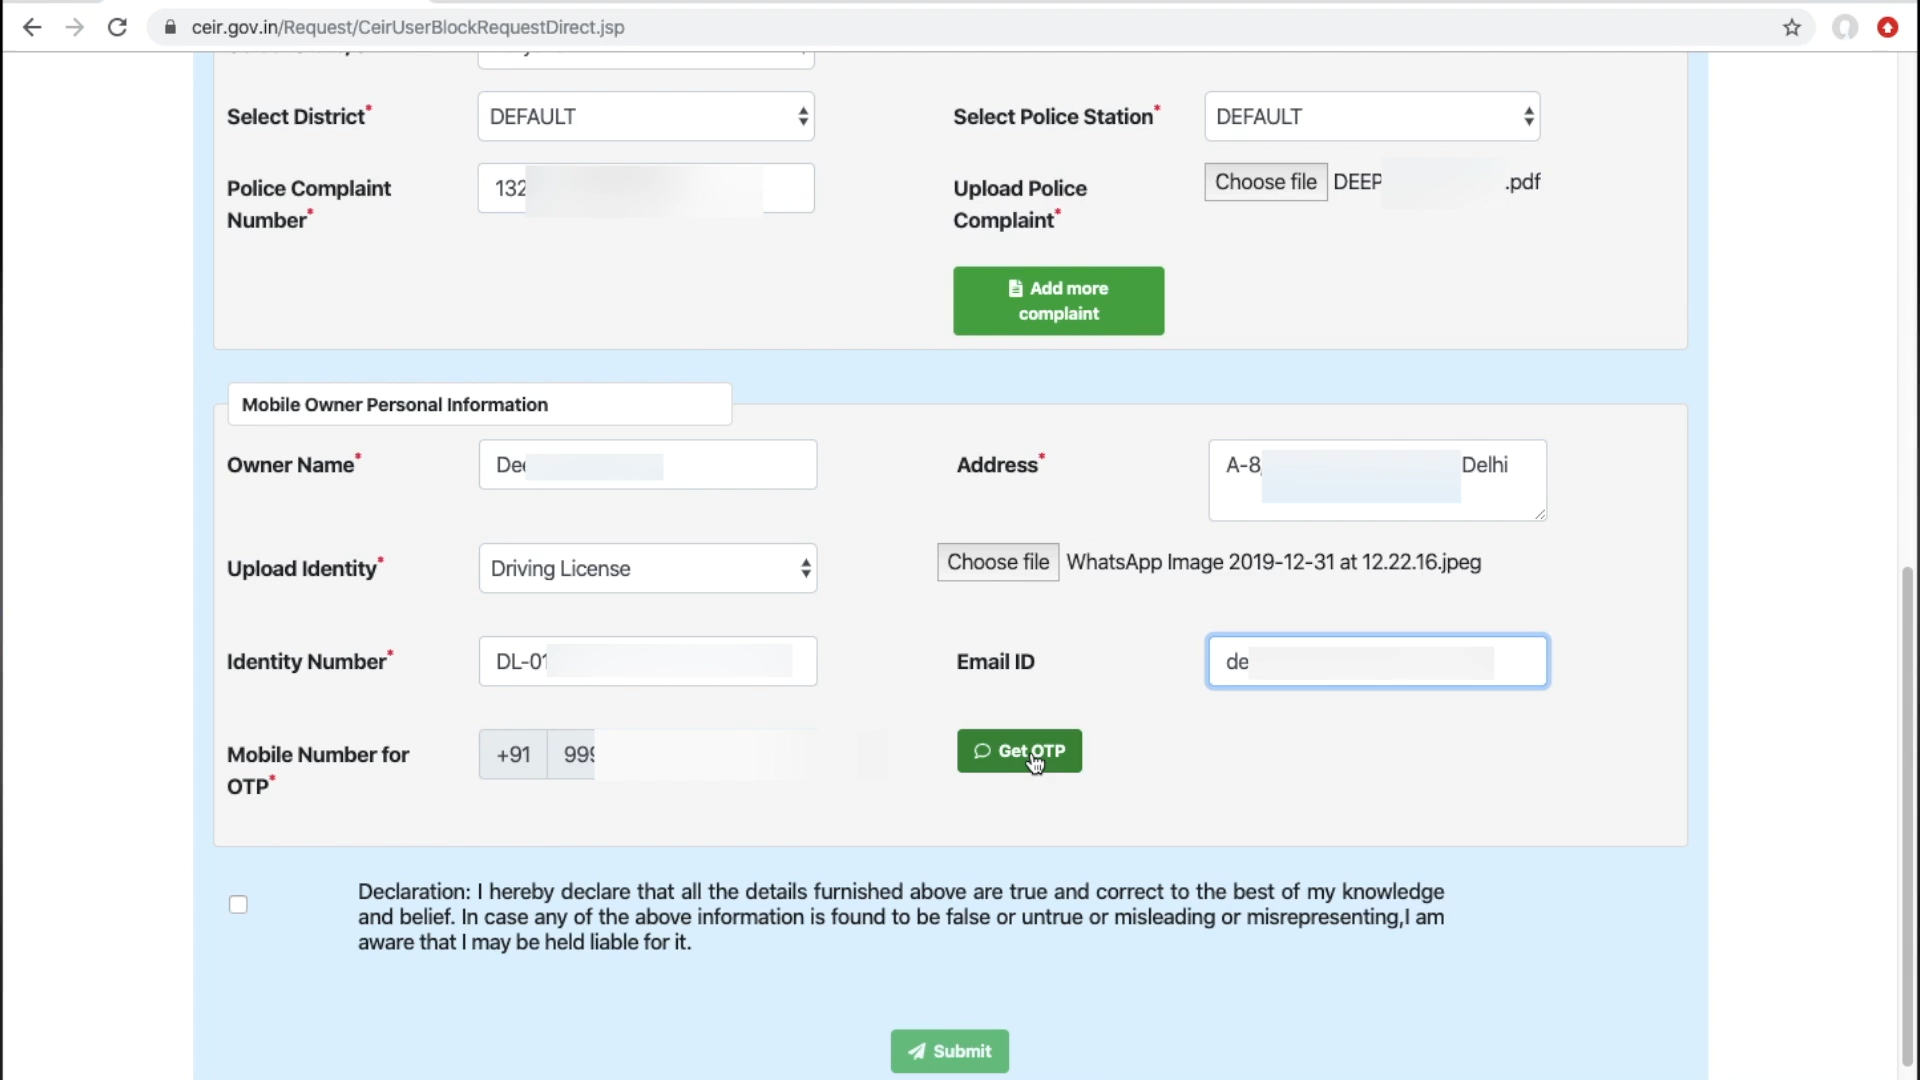 ceir.gov.in/Request/CeirUserBlockRequestDirect.jsp
Select District* DEFAULT Select Police Station* DEFAULT
Police Complaint Number* 132 Upload Police Complaint* Choose file DEEP .pdf
Add more
complaint
Mobile Owner Personal Information
Owner Name* Dee Address* A-8, Delhi
Upload Identity* Driving License Choose file WhatsApp Image 2019-12-31 at 12.22.16.jpeg
Identity Number* DL-01 Email ID de
Mobile Number for OTP* +91 999 Get OTP
Declaration: I hereby declare that all the details furnished above are true and correct to the best of my knowledge
and belief. In case any of the above information is found to be false or untrue or misleading or misrepresenting,I am
aware that I may be held liable for it.
Submit